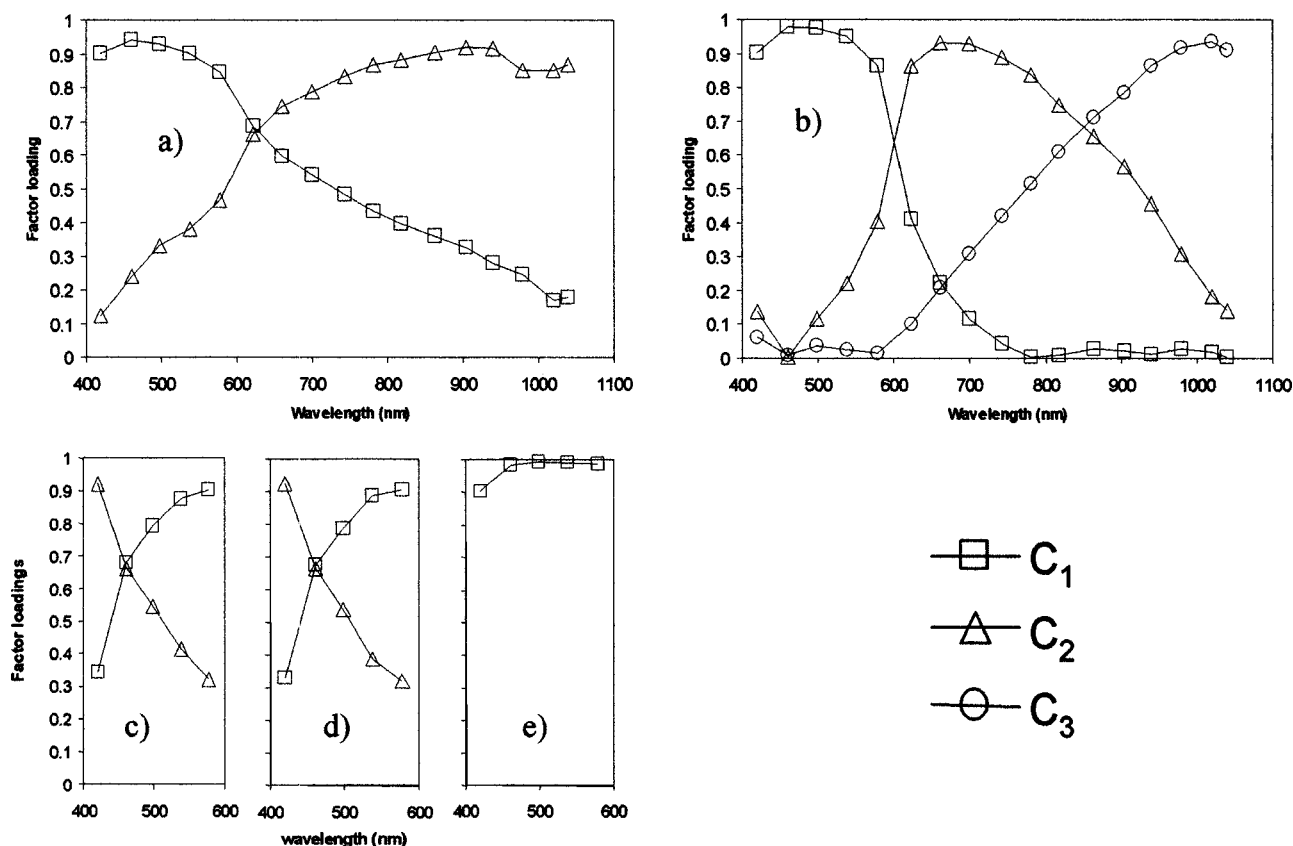 1
0.9
0.8
0.7
0.6
0.5
0.4
0.3
0.2
0.1
0
Factor loading
a)
400 500 600 700 800 900 1000 1100
Wavelength (nm)
1
0.9
0.8
0.7
0.6
0.5
0.4
0.3
0.2
0.1
0
Factor loading
b)
400 500 600 700 800 900 1000 1100
Wavelength (nm)
1
0.9
0.8
0.7
0.6
0.5
0.4
0.3
0.2
0.1
0
Factor loadings
c)
400 500 600
d)
400 500 600
e)
400 500 600
wavelength (nm)
C1
C2
C3